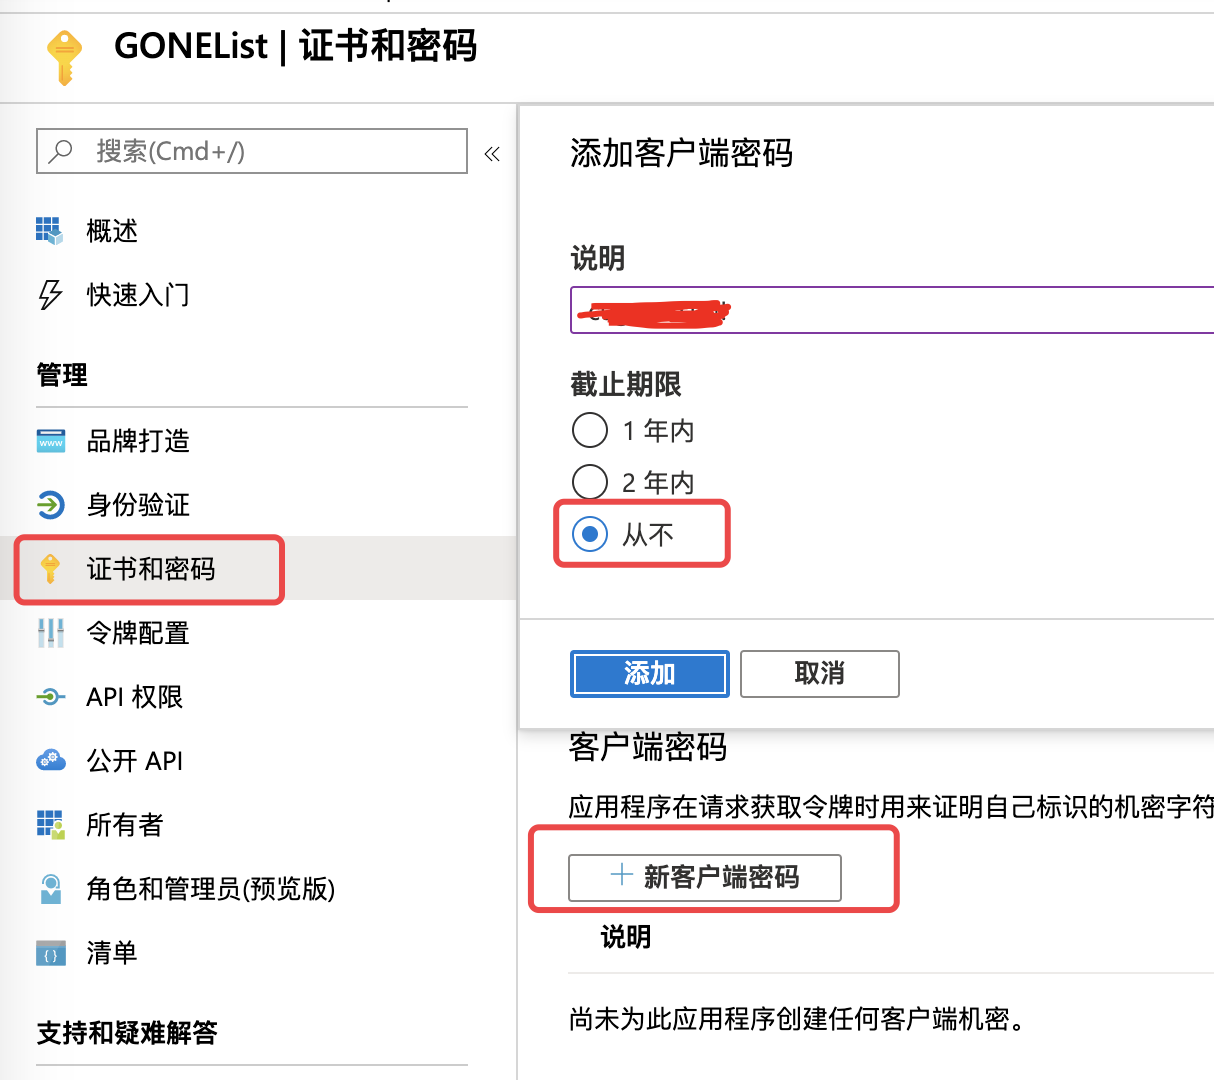 GONEList | 证书和密码
搜索(Cmd+/)
«
概述
快速入门
管理
品牌打造
身份验证
证书和密码
令牌配置
API 权限
公开 API
所有者
角色和管理员(预览版)
清单
支持和疑难解答
添加客户端密码
说明
截止期限
1 年内
2 年内
从不
添加
取消
客户端密码
应用程序在请求获取令牌时用来证明自己标识的机密字符
新客户端密码
说明
尚未为此应用程序创建任何客户端机密。